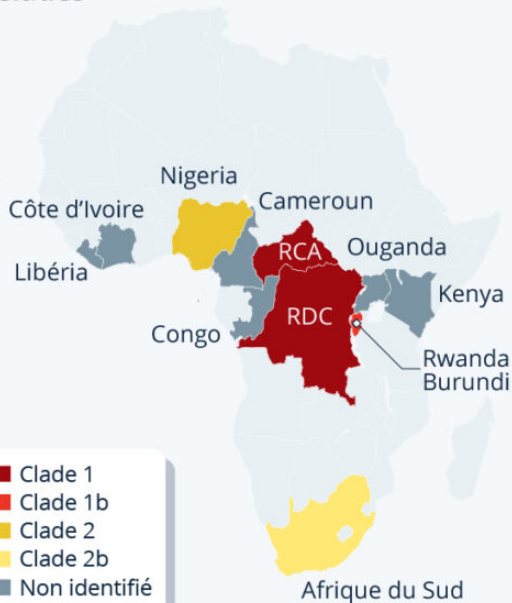 Nigeria
Côte d'Ivoire
Cameroun
RCA
Ouganda
Libéria
Kenya
RDC
Congo
Rwanda
Burundi
Clade 1
Clade 1b
Clade 2
Clade 2b
Non identifié
Afrique du Sud